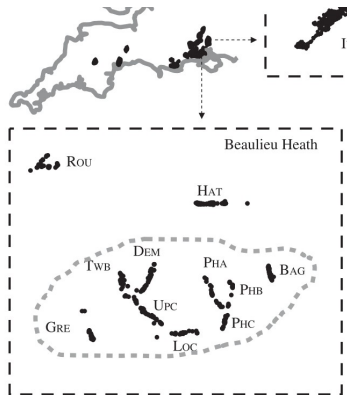 I
Beaulieu Heath
ROU
HAT
DEM
TWB
PHA
BAG
PHB
UPC
GRE
PHC
LOC